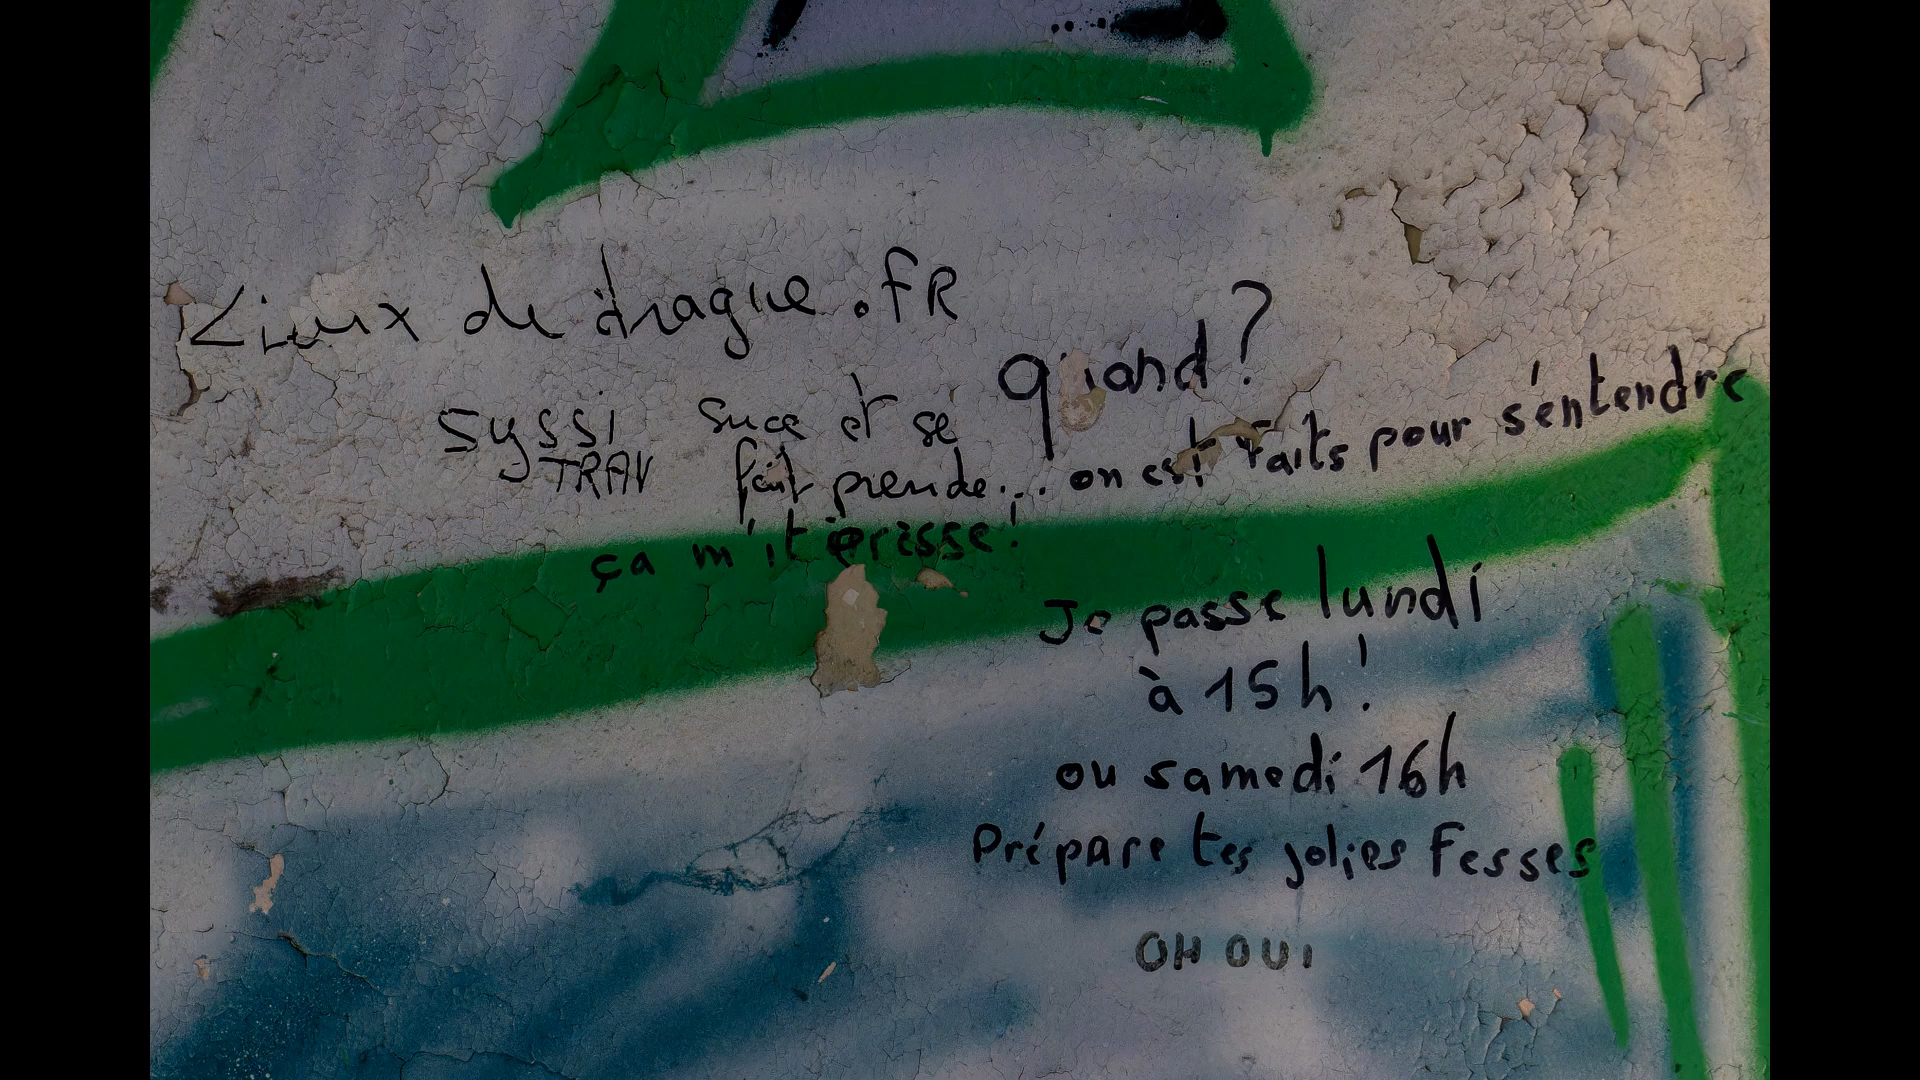 Lieux de drague.fR
quand?
syssi suce et se
TRAV fait prende... on est faits pour s'entendre
ça m'itérisse!
Je passe lundi
à 15h!
ou samedi 16h
Prépare tes jolies fesses
OH OUI